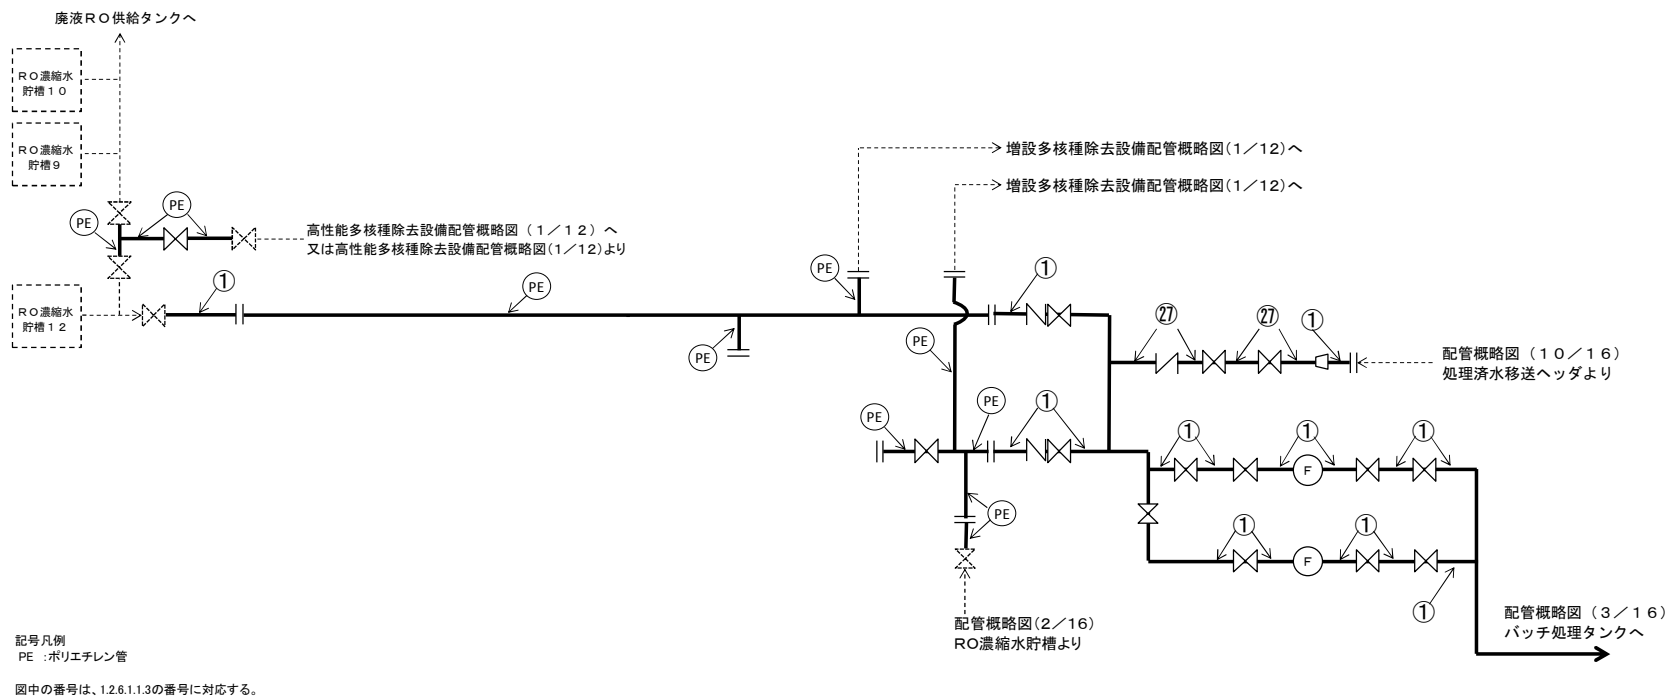 廃液RO供給タンクへ
RO濃縮水
貯槽10
RO濃縮水
貯槽9
PE
PE
高性能多核種除去設備配管概略図(1/12)へ
又は高性能多核種除去設備配管概略図(1/12)より
RO濃縮水
貯槽12
①
PE
PE
PE
増設多核種除去設備配管概略図(1/12)へ
増設多核種除去設備配管概略図(1/12)へ
①
PE
㉗
㉗
①
配管概略図(10/16)
処理済水移送ヘッダより
PE
PE
①
①
①
①
F
PE
①
①
F
①
配管概略図(2/16)
RO濃縮水貯槽より
配管概略図(3/16)
バッチ処理タンクへ
記号凡例
PE :ポリエチレン管
図中の番号は、1.2.6.1.1.3の番号に対応する。